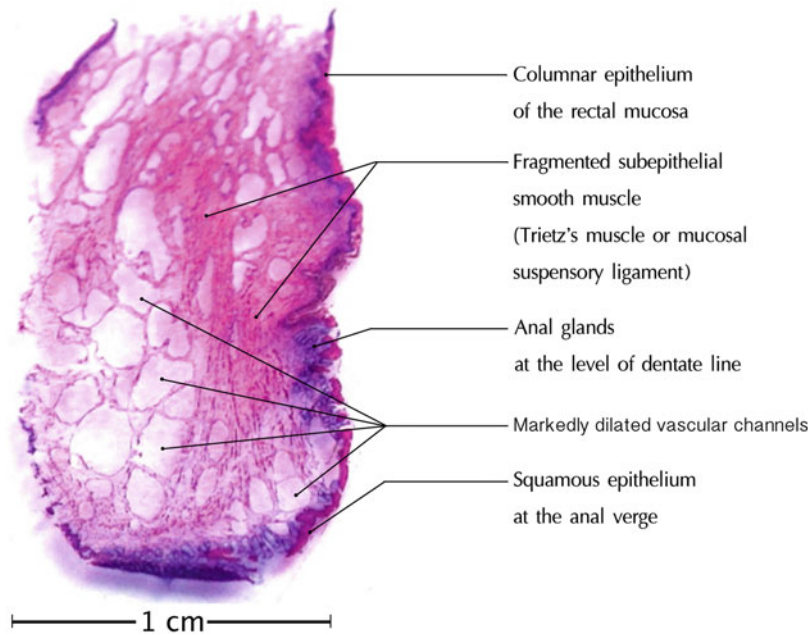 Columnar epithelium
of the rectal mucosa
Fragmented subepithelial
smooth muscle
(Trietz's muscle or mucosal
suspensory ligament)
Anal glands
at the level of dentate line
Markedly dilated vascular channels
Squamous epithelium
at the anal verge
1 cm